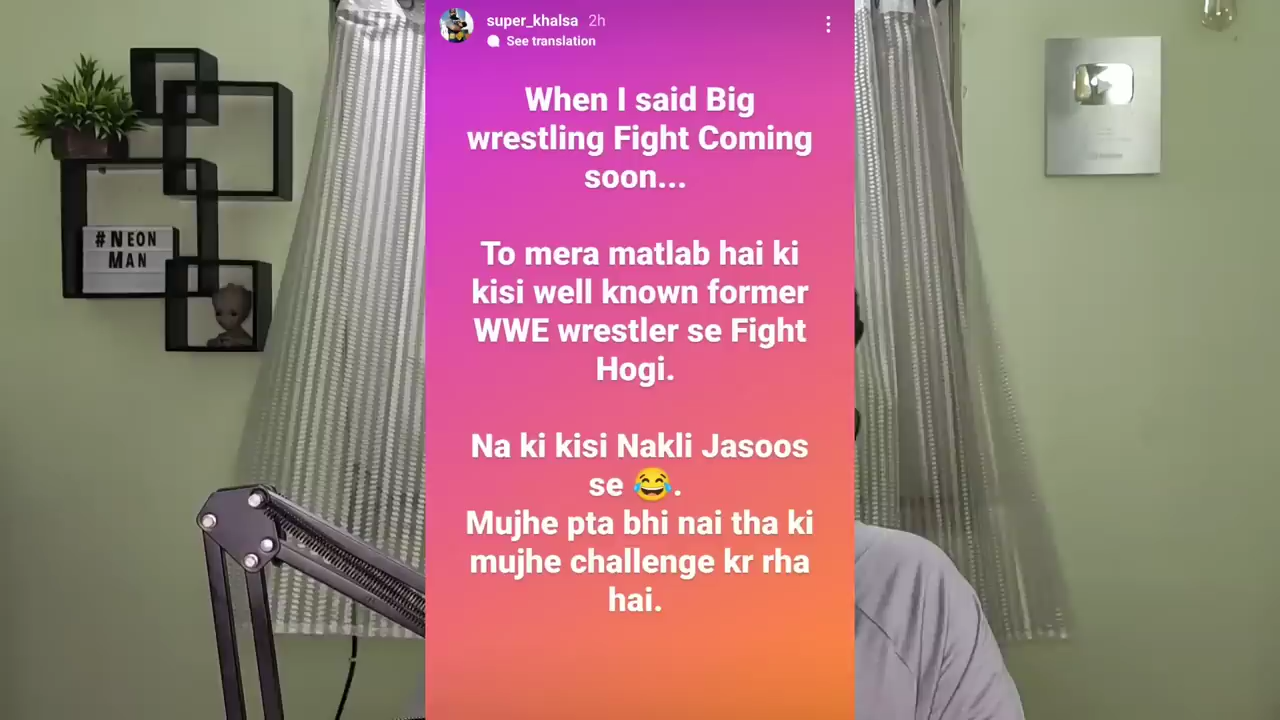 super_khalsa 2h
See translation
When I said Big
wrestling Fight Coming
soon...
To mera matlab hai ki
kisi well known former
WWE wrestler se Fight
Hogi.
Na ki kisi Nakli Jasoos
se 😂.
Mujhe pta bhi nai tha ki
mujhe challenge kr rha
hai.
#NEON
MAN